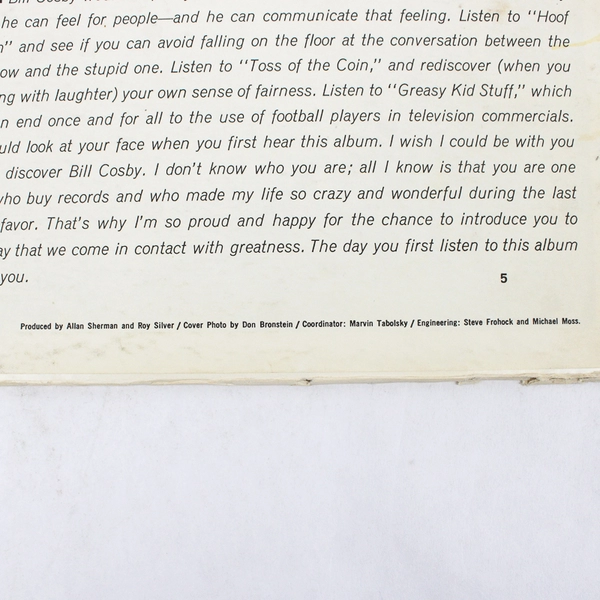 he can feel for people—and he can communicate that feeling. Listen to "Hoof
" and see if you can avoid falling on the floor at the conversation between the
ow and the stupid one. Listen to "Toss of the Coin," and rediscover (when you
ng with laughter) your own sense of fairness. Listen to "Greasy Kid Stuff," which
n end once and for all to the use of football players in television commercials.
uld look at your face when you first hear this album. I wish I could be with you
discover Bill Cosby. I don't know who you are; all I know is that you are one
who buy records and who made my life so crazy and wonderful during the last
favor. That's why I'm so proud and happy for the chance to introduce you to
ay that we come in contact with greatness. The day you first listen to this album
you.
5
Produced by Allan Sherman and Roy Silver / Cover Photo by Don Bronstein / Coordinator: Marvin Tabolsky / Engineering: Steve Frohock and Michael Moss.